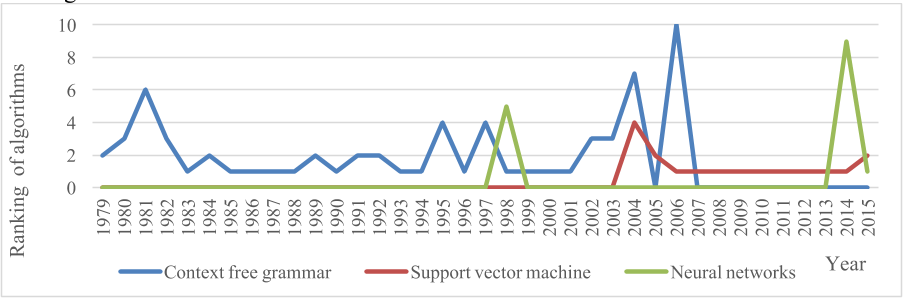 10
8
6
4
2
0
Ranking of algorithms
1979 1980 1981 1982 1983 1984 1985 1986 1987 1988 1989 1990 1991 1992 1993 1994 1995 1996 1997 1998 1999 2000 2001 2002 2003 2004 2005 2006 2007 2008 2009 2010 2011 2012 2013 2014 2015
Year
Context free grammar Support vector machine Neural networks